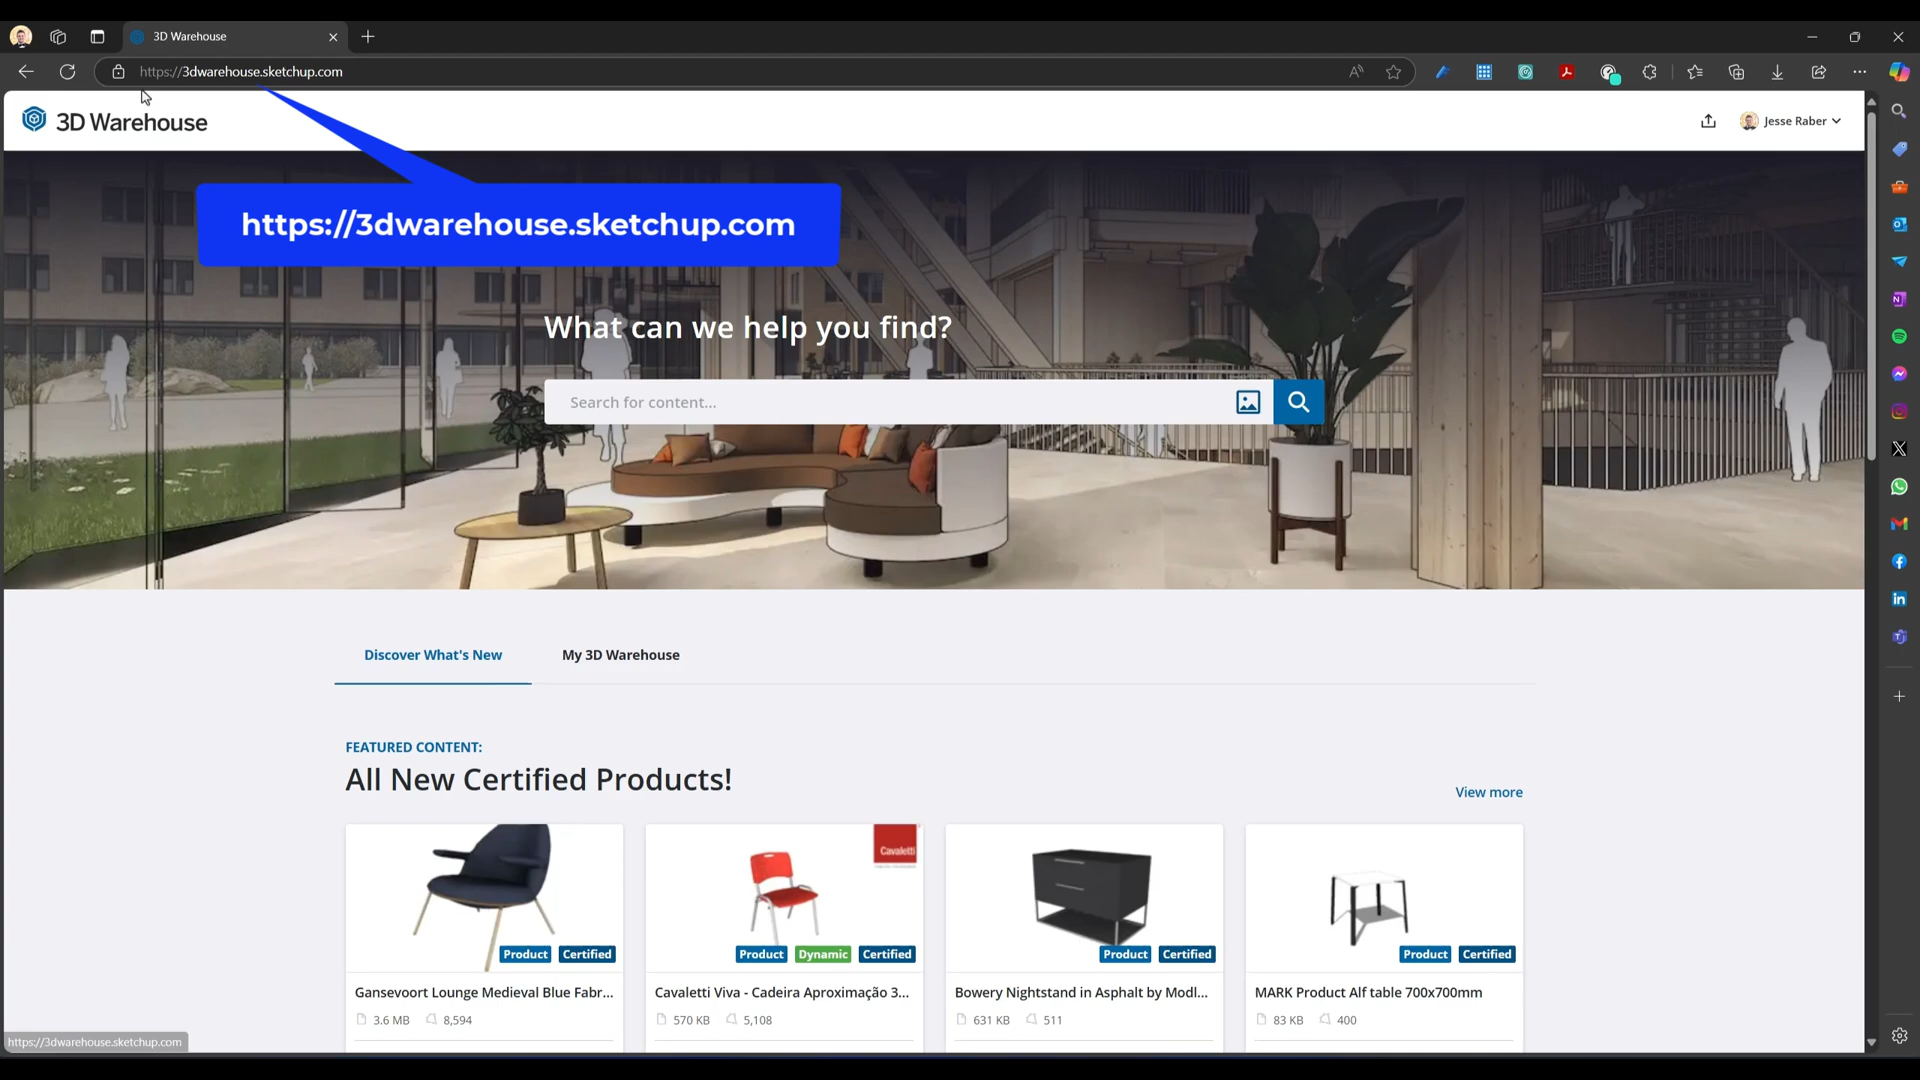 3D Warehouse
https://3dwarehouse.sketchup.com
3D Warehouse
Jesse Raber
https://3dwarehouse.sketchup.com
What can we help you find?
Search for content...
Discover What's New
My 3D Warehouse
FEATURED CONTENT:
All New Certified Products!
View more
Cavaletti
Product Certified
Product Dynamic Certified
Product Certified
Product Certified
Gansevoort Lounge Medieval Blue Fabr...
Cavaletti Viva - Cadeira Aproximação 3...
Bowery Nightstand in Asphalt by Modl...
MARK Product Alf table 700x700mm
3.6 MB 8,594
570 KB 5,108
631 KB 511
83 KB 400
https://3dwarehouse.sketchup.com